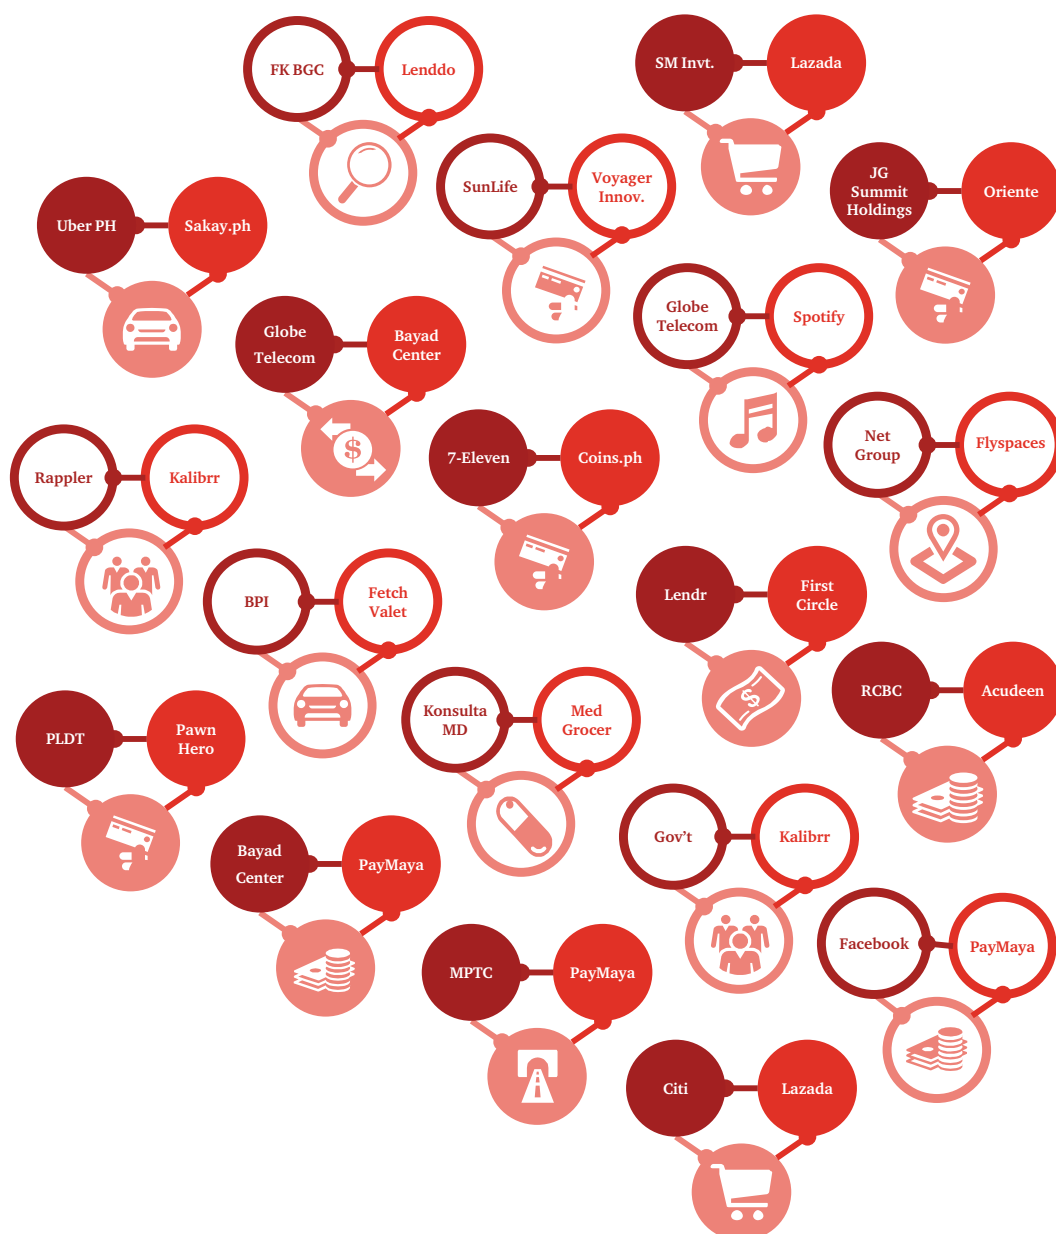 FK BGC
Lenddo
SM Invt.
Lazada
SunLife
Voyager
Innov.
JG
Summit
Holdings
Oriente
Uber PH
Sakay.ph
Globe
Telecom
Bayad
Center
Globe
Telecom
Spotify
Rappler
Kalibrr
7-Eleven
Coins.ph
Net
Group
Flyspaces
BPI
Fetch
Valet
Lendr
First
Circle
PLDT
Pawn
Hero
Konsulta
MD
Med
Grocer
RCBC
Acudeen
Bayad
Center
PayMaya
Gov't
Kalibrr
MPTC
PayMaya
Facebook
PayMaya
Citi
Lazada